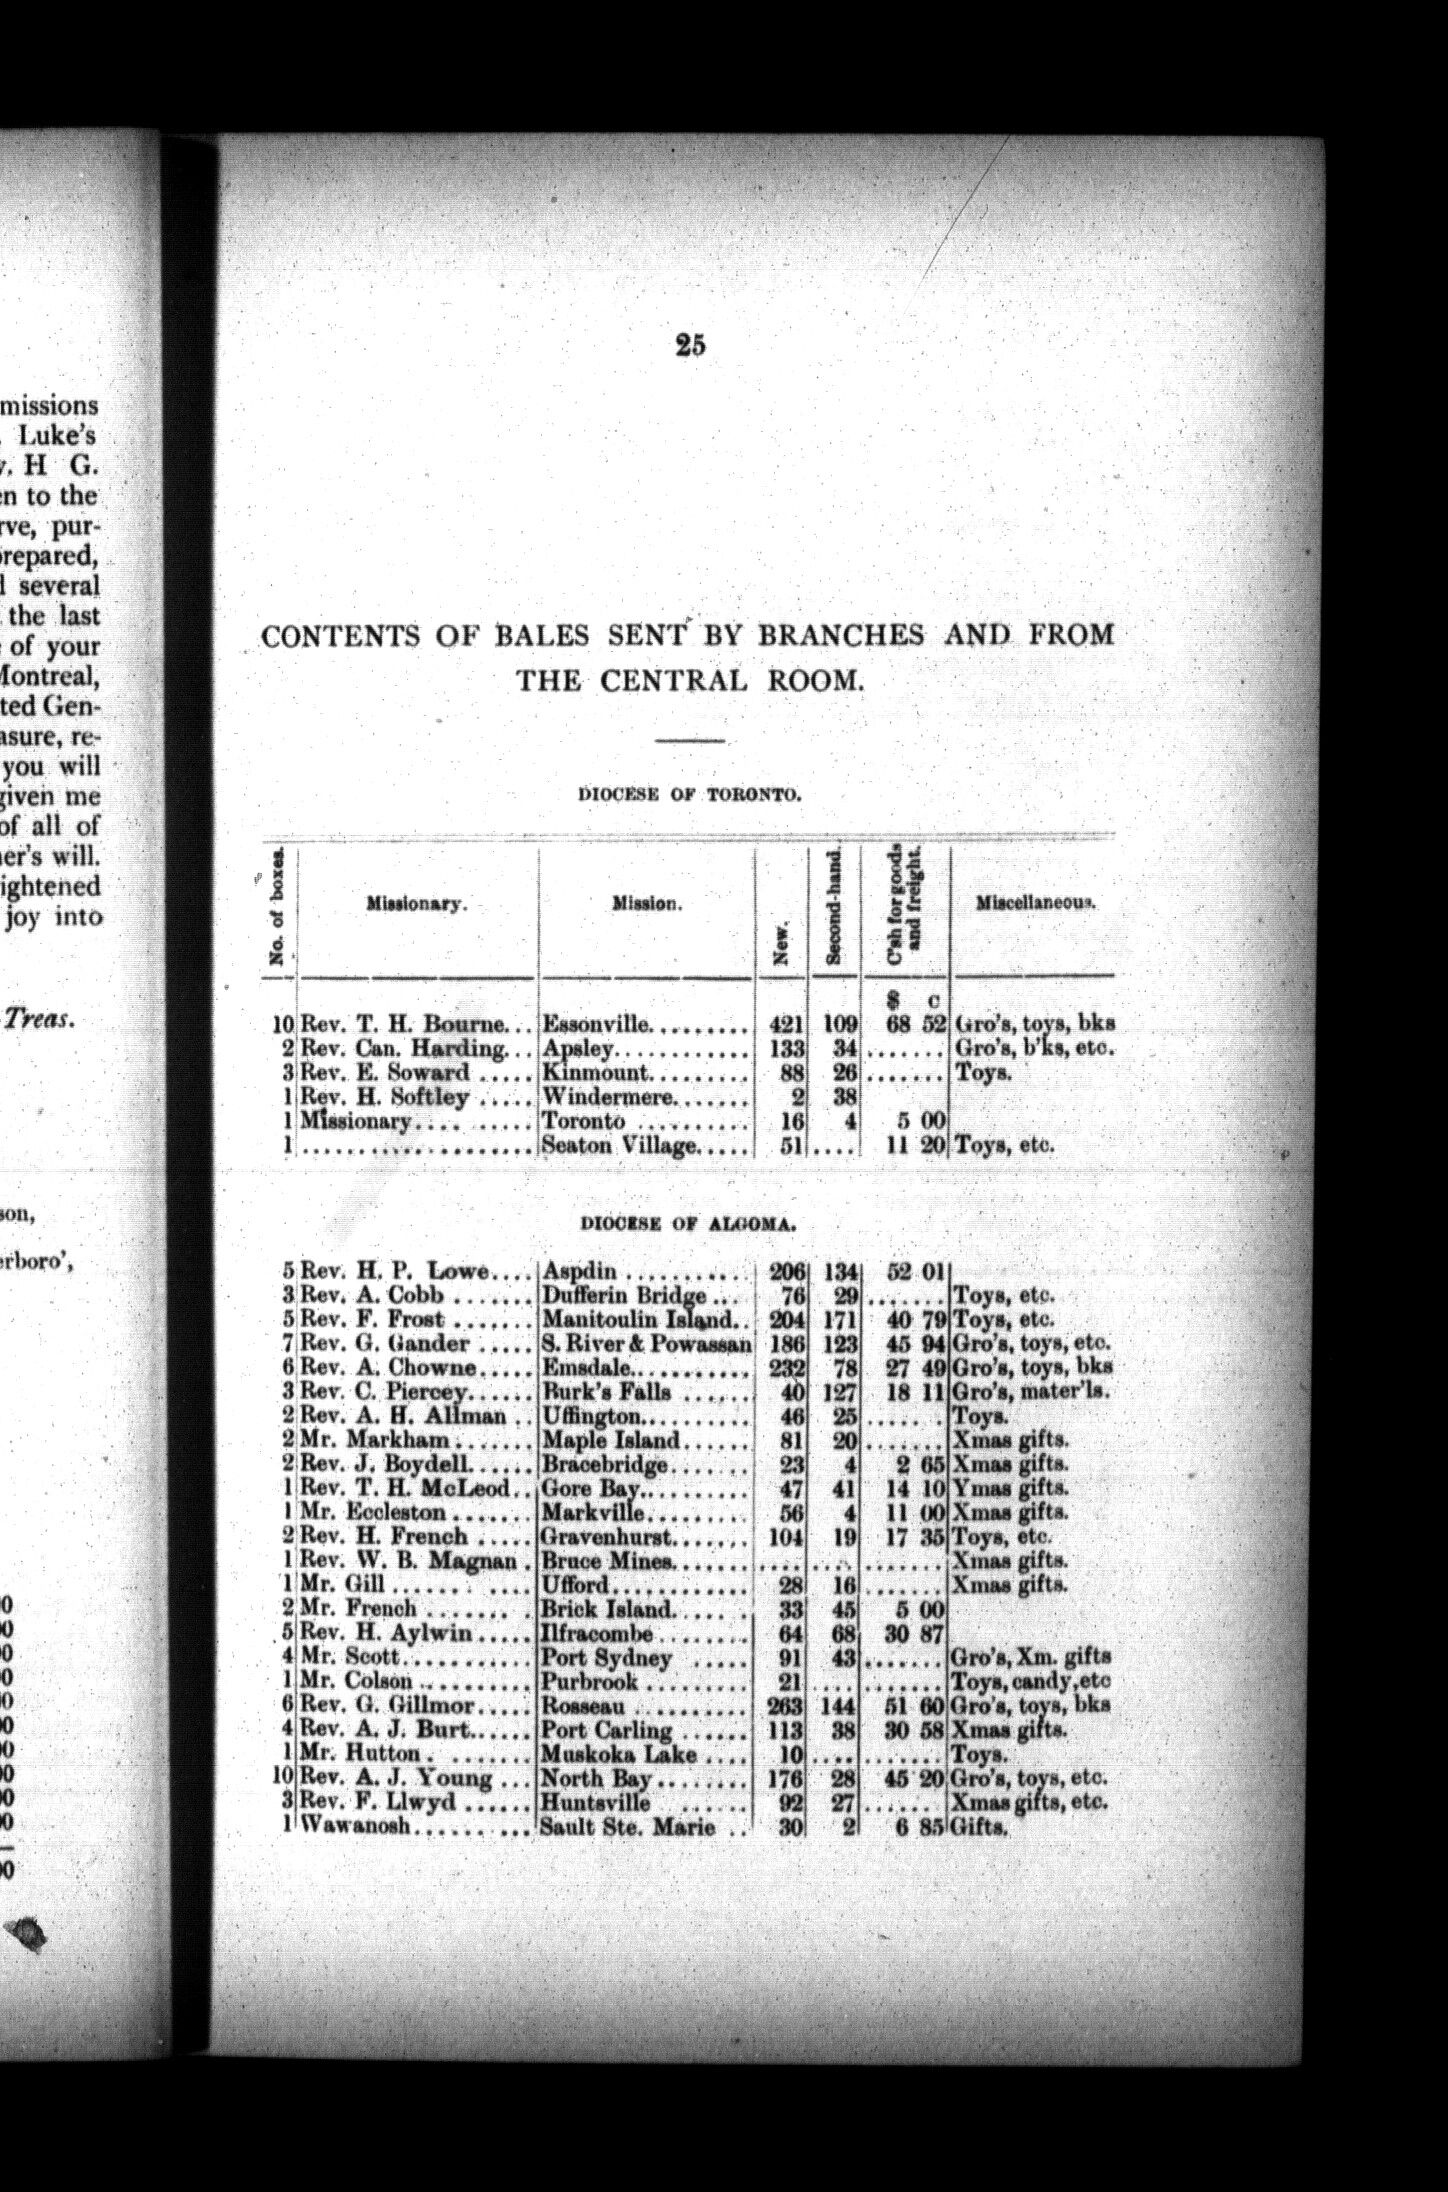 missions
Luke's
H G.
to the
pur-
prepared,
several
the last
of your
Montreal,
Gen-
re-
you will
given me
of all of
will.
joy into
Treas.
25
CONTENTS OF BALES SENT BY BRANCHES AND FROM
THE CENTRAL ROOM.
DIOCESE OF TORONTO.
No. of boxes. Missionary. Mission. New. Second-hand. C'sh for goods and freight. Miscellaneous.
$ c
10 Rev. T. H. Bourne... Essonville......... 421 109 68 52 Gro's, toys, bks
2 Rev. Can. Harding... Apsley............ 133 34 ....... Gro's, b'ks, etc.
3 Rev. E. Soward ..... Kinmount......... 88 26 ....... Toys.
1 Rev. H. Softley ..... Windermere....... 2 38
1 Missionary.... ..... Toronto .......... 16 4 5 00
1 .................... Seaton Village..... 51 .... 11 20 Toys, etc.
DIOCESE OF ALGOMA.
5 Rev. H. P. Lowe.... Aspdin ........... 206 134 52 01
3 Rev. A. Cobb ....... Dufferin Bridge ... 76 29 ....... Toys, etc.
5 Rev. F. Frost ....... Manitoulin Island.. 204 171 40 79 Toys, etc.
7 Rev. G. Gander ..... S. River & Powassan 186 123 45 94 Gro's, toys, etc.
6 Rev. A. Chowne..... Emsdale........... 232 78 27 49 Gro's, toys, bks
3 Rev. C. Piercey...... Burk's Falls ...... 40 127 18 11 Gro's, mater'ls.
2 Rev. A. H. Allman .. Uffington.......... 46 25 ...... . Toys.
2 Mr. Markham....... Maple Island...... 81 20 ....... Xmas gifts.
2 Rev. J. Boydell...... Bracebridge....... 23 4 2 65 Xmas gifts.
1 Rev. T. H. McLeod.. Gore Bay.......... 47 41 14 10 Ymas gifts.
1 Mr. Eccleston ....... Markville......... 56 4 11 00 Xmas gifts.
2 Rev. H. French ..... Gravenhurst....... 104 19 17 35 Toys, etc.
1 Rev. W. B. Magnan . Bruce Mines....... .... .... ....... Xmas gifts.
1 Mr. Gill ...... . .... Ufford............ 28 16 ....... Xmas gifts.
2 Mr. French ....... . Brick Island...... . 33 45 5 00
5 Rev. H. Aylwin ..... Ilfracombe ........ 64 68 30 87
4 Mr. Scott........... Port Sydney ..... 91 43 ....... Gro's, Xm. gifts
1 Mr. Colson .......... Purbrook ......... 21 .... ....... Toys, candy, etc
6 Rev. G. Gillmor..... Rosseau .......... 263 144 51 60 Gro's, toys, bks
4 Rev. A. J. Burt...... Port Carling ...... 113 38 30 58 Xmas gifts.
1 Mr. Hutton . ....... Muskoka Lake .... 10 .... ....... Toys.
10 Rev. A. J. Young ... North Bay ........ 176 28 45 20 Gro's, toys, etc.
3 Rev. F. Llwyd ...... Huntsville ...... 92 27 ...... Xmas gifts, etc.
1 Wawanosh...... ... Sault Ste. Marie .. 30 2 6 85 Gifts.